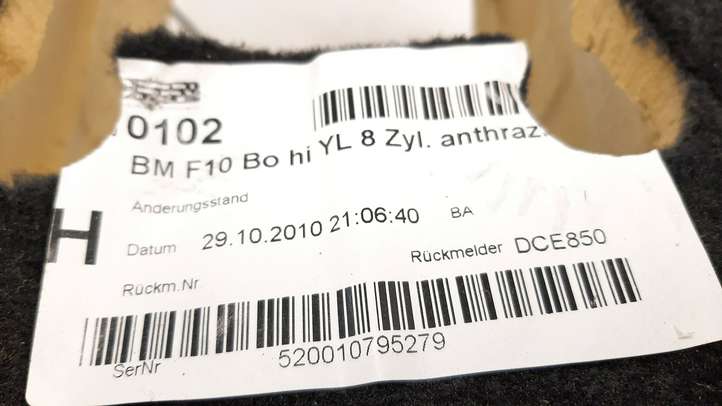 0102
BM F10 Bo hi YL 8 Zyl. anthraz.
Änderungsstand
Datum 29.10.2010 21:06:40 BA
H
Rückmelder DCE850
Rückm.Nr
520010795279
SerNr